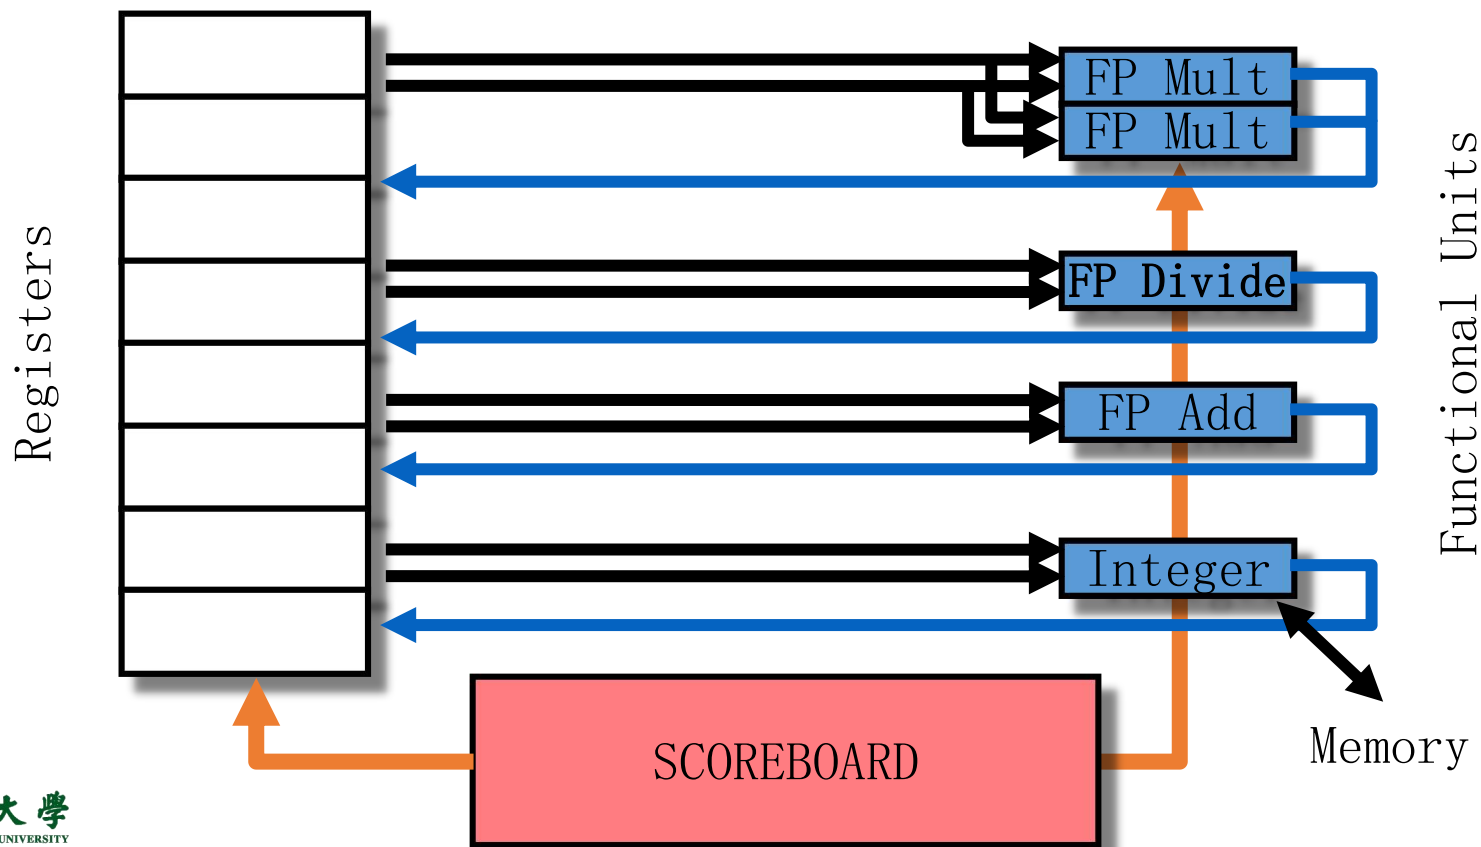 Registers
FP Mult
FP Mult
FP Divide
FP Add
Integer
Functional Units
SCOREBOARD
Memory
大學
UNIVERSITY